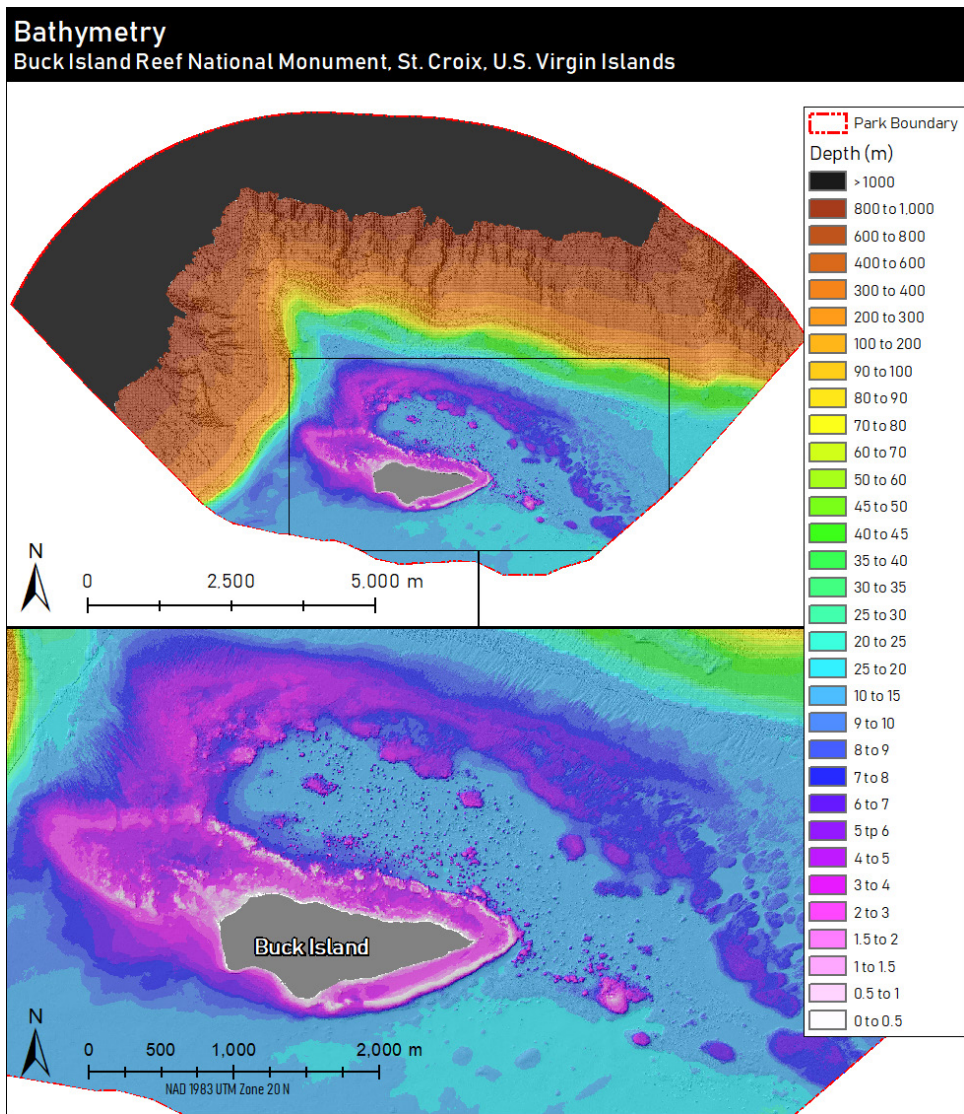 Bathymetry
Buck Island Reef National Monument, St. Croix, U.S. Virgin Islands
Park Boundary
Depth (m)
> 1000
800 to 1.000
600 to 800
400 to 600
300 to 400
200 to 300
100 to 200
90 to 100
80 to 90
70 to 80
60 to 70
50 to 60
45 to 50
40 to 45
35 to 40
30 to 35
25 to 30
20 to 25
25 to 20
10 to 15
9 to 10
8 to 9
7 to 8
6 to 7
5 tp 6
4 to 5
3 to 4
2 to 3
1.5 to 2
1 to 1.5
0.5 to 1
0 to 0.5
N
0 2.500 5.000 m
Buck Island
N
0 500 1,000 2,000 m
NAD 1983 UTM Zone 20 N